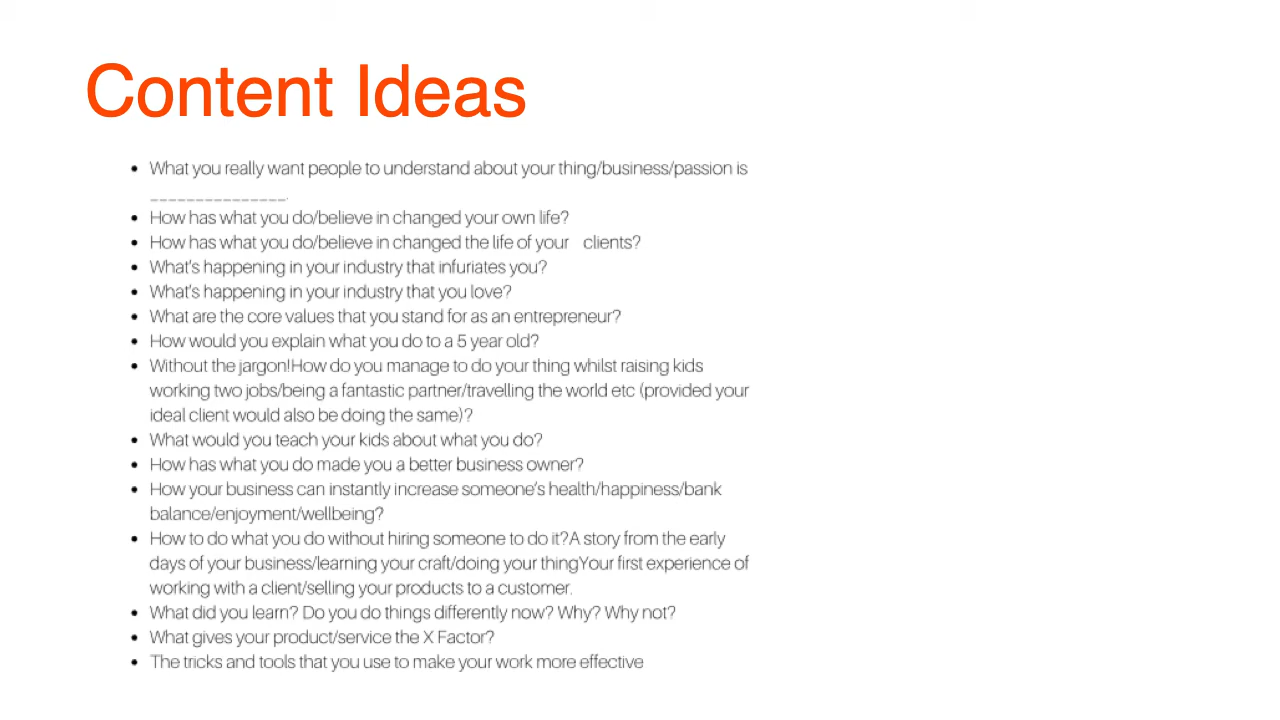 Content Ideas
• What you really want people to understand about your thing/business/passion is
_______________.
• How has what you do/believe in changed your own life?
• How has what you do/believe in changed the life of your clients?
• What's happening in your industry that infuriates you?
• What's happening in your industry that you love?
• What are the core values that you stand for as an entrepreneur?
• How would you explain what you do to a 5 year old?
• Without the jargon!How do you manage to do your thing whilst raising kids
working two jobs/being a fantastic partner/travelling the world etc (provided your
ideal client would also be doing the same)?
• What would you teach your kids about what you do?
• How has what you do made you a better business owner?
• How your business can instantly increase someone's health/happiness/bank
balance/enjoyment/wellbeing?
• How to do what you do without hiring someone to do it?A story from the early
days of your business/learning your craft/doing your thingYour first experience of
working with a client/selling your products to a customer.
• What did you learn? Do you do things differently now? Why? Why not?
• What gives your product/service the X Factor?
• The tricks and tools that you use to make your work more effective